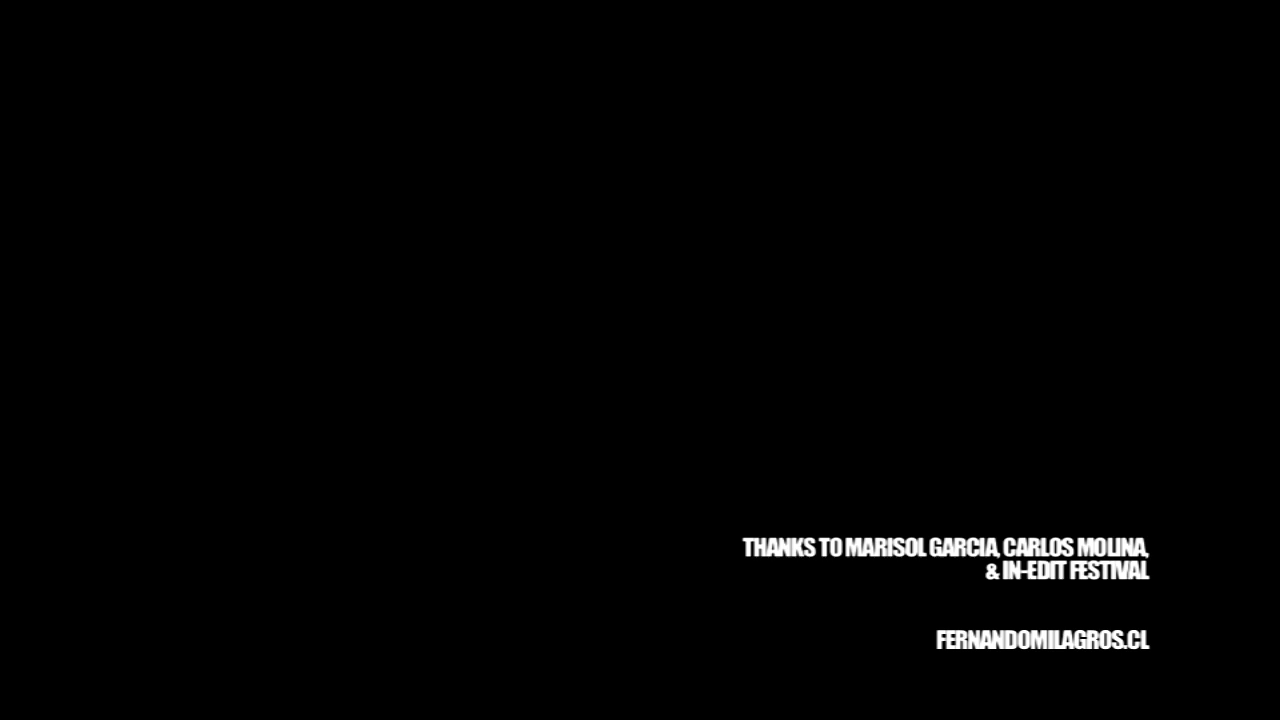 THANKS TO MARISOL GARCIA, CARLOS MOLINA,
& IN-EDIT FESTIVAL
FERNANDOMILAGROS.CL